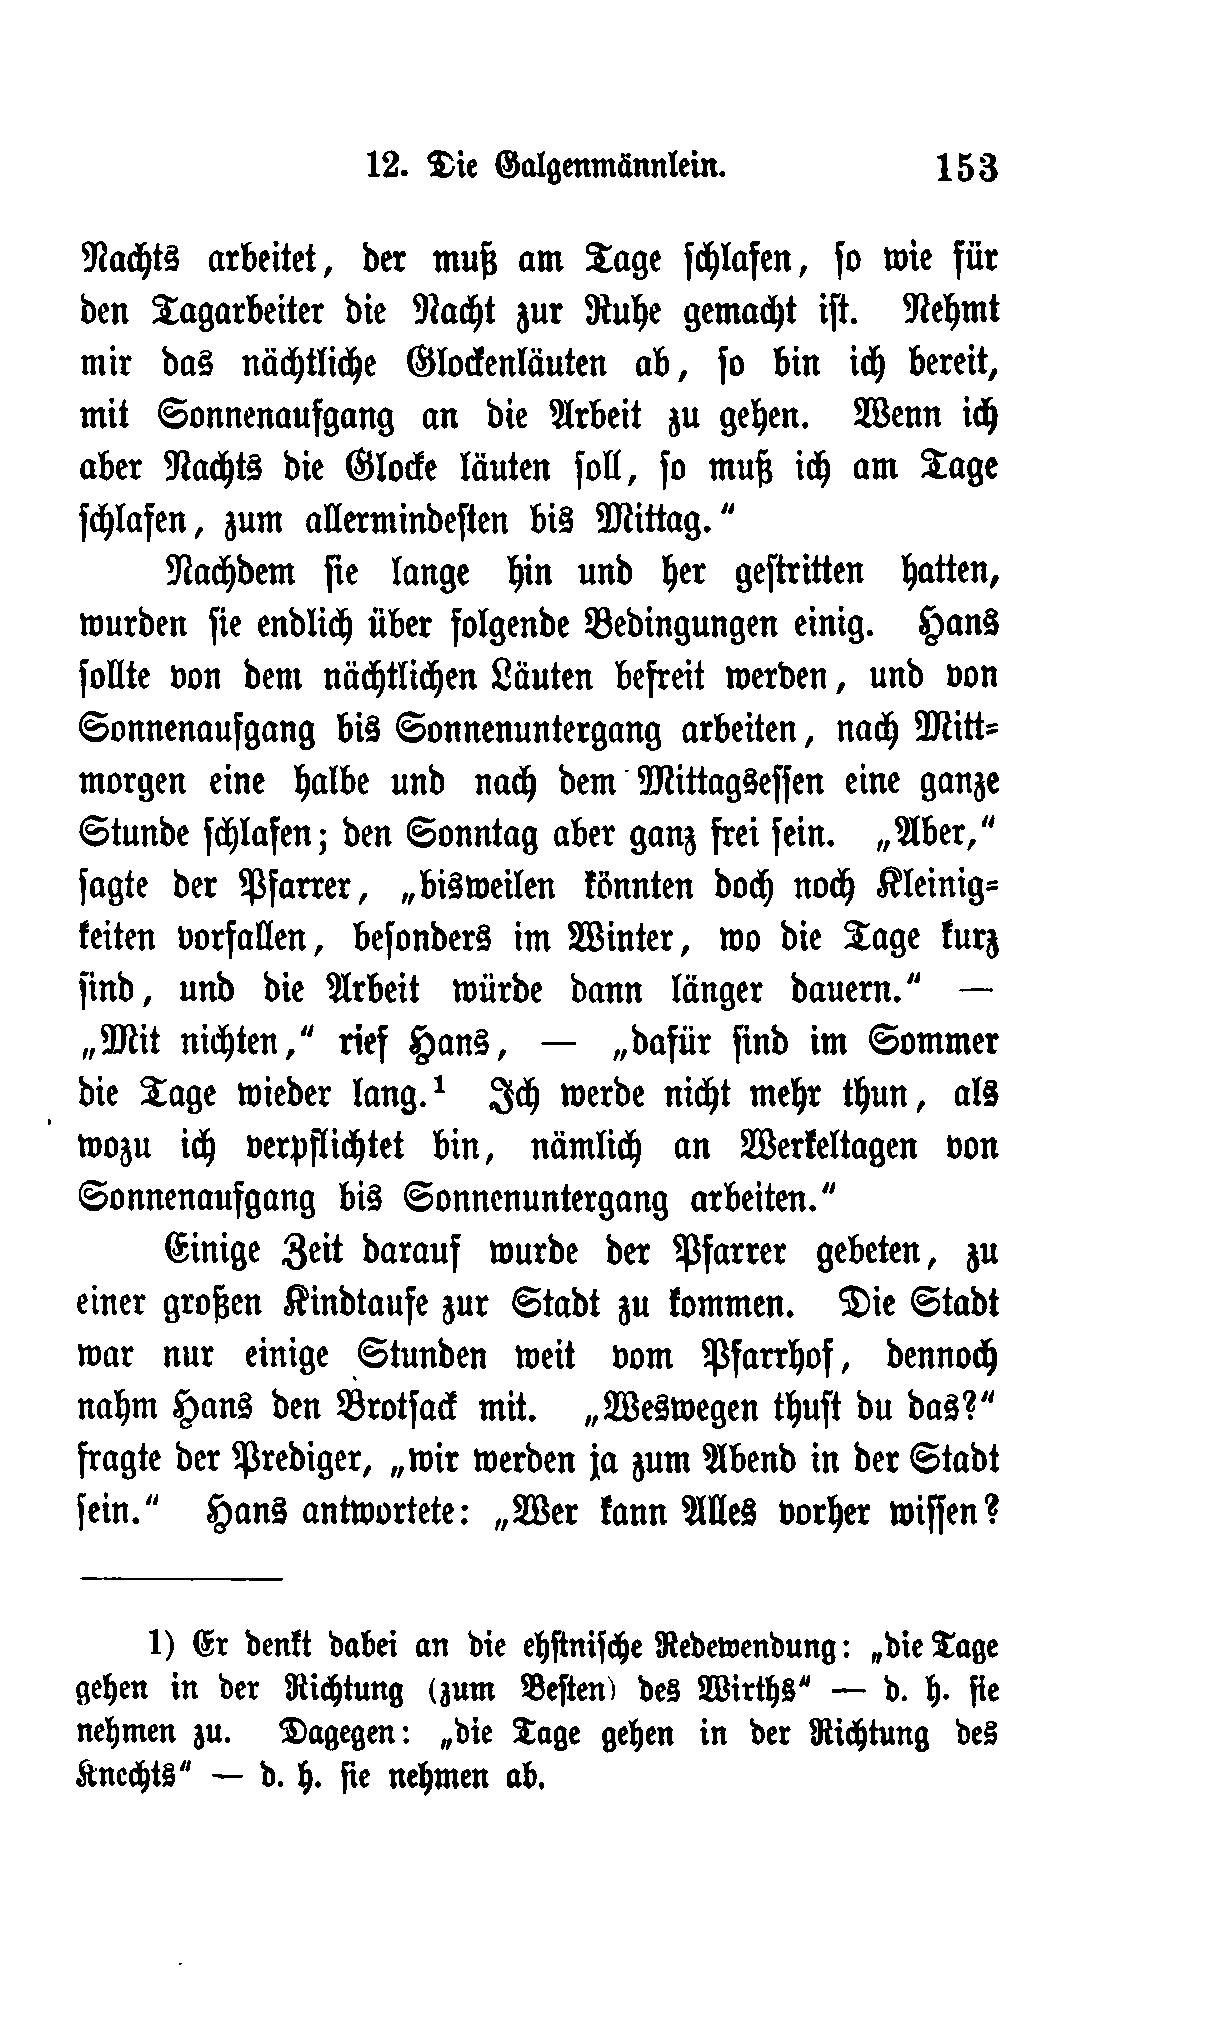 12. Die Galgenmännlein. 153
Nachts arbeitet, der muß am Tage schlafen, so wie für
den Tagarbeiter die Nacht zur Ruhe gemacht ist. Nehmt
mir das nächtliche Glockenläuten ab, so bin ich bereit,
mit Sonnenaufgang an die Arbeit zu gehen. Wenn ich
aber Nachts die Glocke läuten soll, so muß ich am Tage
schlafen, zum allermindesten bis Mittag.“
Nachdem sie lange hin und her gestritten hatten,
wurden sie endlich über folgende Bedingungen einig. Hans
sollte von dem nächtlichen Läuten befreit werden, und von
Sonnenaufgang bis Sonnenuntergang arbeiten, nach Mitt=
morgen eine halbe und nach dem Mittagsessen eine ganze
Stunde schlafen; den Sonntag aber ganz frei sein. „Aber,“
sagte der Pfarrer, „bisweilen könnten doch noch Kleinig=
keiten vorfallen, besonders im Winter, wo die Tage kurz
sind, und die Arbeit würde dann länger dauern.“ —
„Mit nichten,“ rief Hans, — „dafür sind im Sommer
die Tage wieder lang.¹ Ich werde nicht mehr thun, als
wozu ich verpflichtet bin, nämlich an Werkeltagen von
Sonnenaufgang bis Sonnenuntergang arbeiten.“
Einige Zeit darauf wurde der Pfarrer gebeten, zu
einer großen Kindtaufe zur Stadt zu kommen. Die Stadt
war nur einige Stunden weit vom Pfarrhof, dennoch
nahm Hans den Brotsack mit. „Weswegen thust du das?“
fragte der Prediger, „wir werden ja zum Abend in der Stadt
sein.“ Hans antwortete: „Wer kann Alles vorher wissen?
1) Er denkt dabei an die ehstnische Redewendung: „die Tage
gehen in der Richtung (zum Besten) des Wirths“ — d. h. sie
nehmen zu. Dagegen: „die Tage gehen in der Richtung des
Knechts“ — d. h. sie nehmen ab.